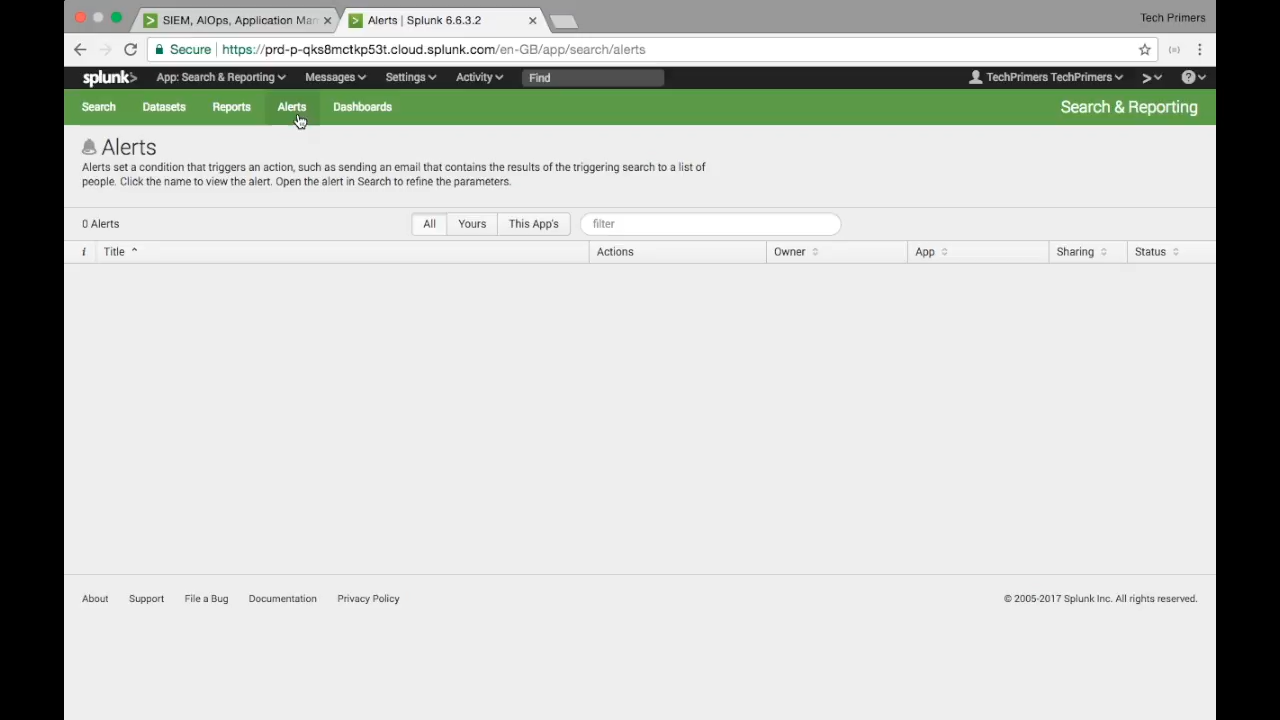 SIEM, AIOps, Application Man
Alerts | Splunk 6.6.3.2
Tech Primers
Secure
https://prd-p-qks8mctkp53t.cloud.splunk.com/en-GB/app/search/alerts
splunk>
App: Search & Reporting
Messages
Settings
Activity
Find
TechPrimers TechPrimers
Search
Datasets
Reports
Alerts
Dashboards
Search & Reporting
Alerts
Alerts set a condition that triggers an action, such as sending an email that contains the results of the triggering search to a list of
people. Click the name to view the alert. Open the alert in Search to refine the parameters.
0 Alerts
All
Yours
This App's
filter
i
Title
Actions
Owner
App
Sharing
Status
About
Support
File a Bug
Documentation
Privacy Policy
© 2005-2017 Splunk Inc. All rights reserved.